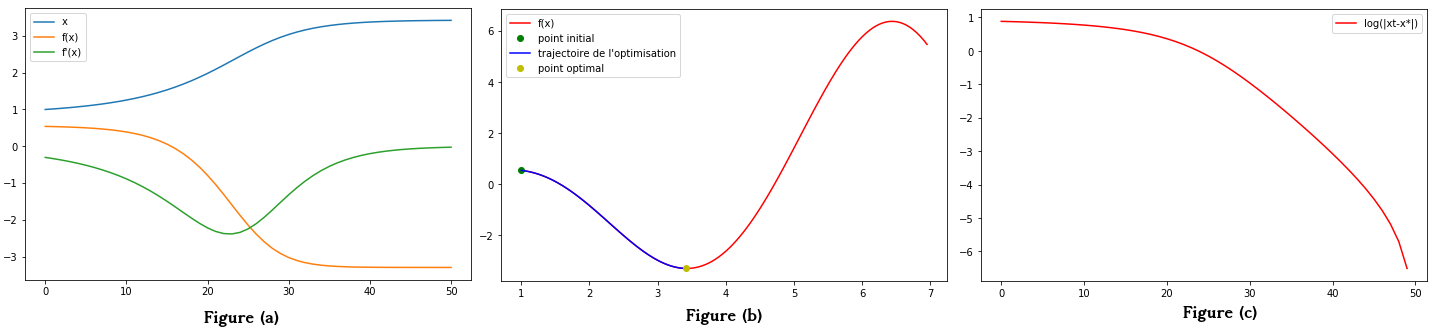 x
f(x)
f'(x)
3
2
1
0
−1
−2
−3
0 10 20 30 40 50
Figure (a)
f(x)
point initial
trajectoire de l'optimisation
point optimal
6
4
2
0
−2
1 2 3 4 5 6 7
Figure (b)
log(|xt-x*|)
1
0
−1
−2
−3
−4
−5
−6
0 10 20 30 40 50
Figure (c)